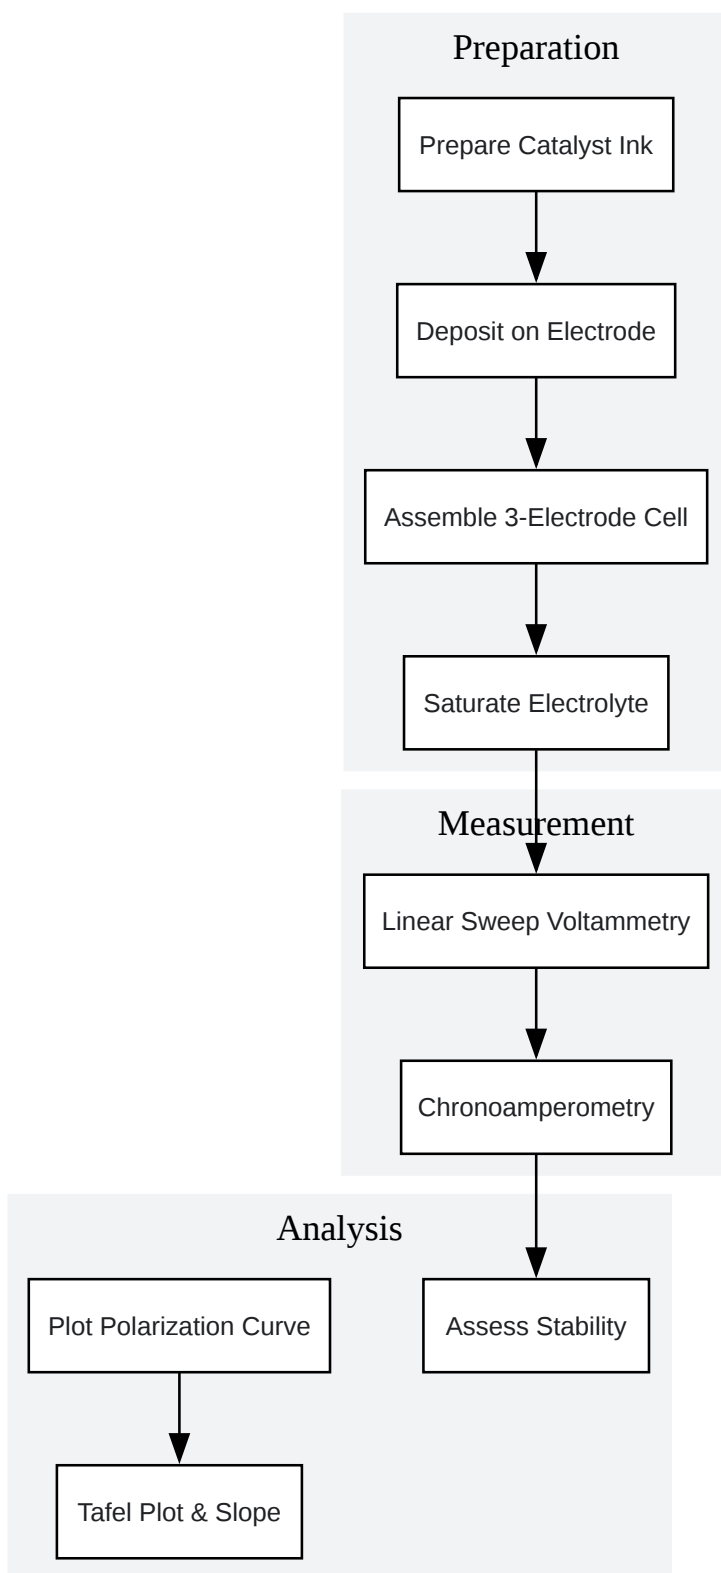 Preparation
Prepare Catalyst Ink
Deposit on Electrode
Assemble 3-Electrode Cell
Saturate Electrolyte
Measurement
Linear Sweep Voltammetry
Chronoamperometry
Analysis
Plot Polarization Curve
Assess Stability
Tafel Plot & Slope